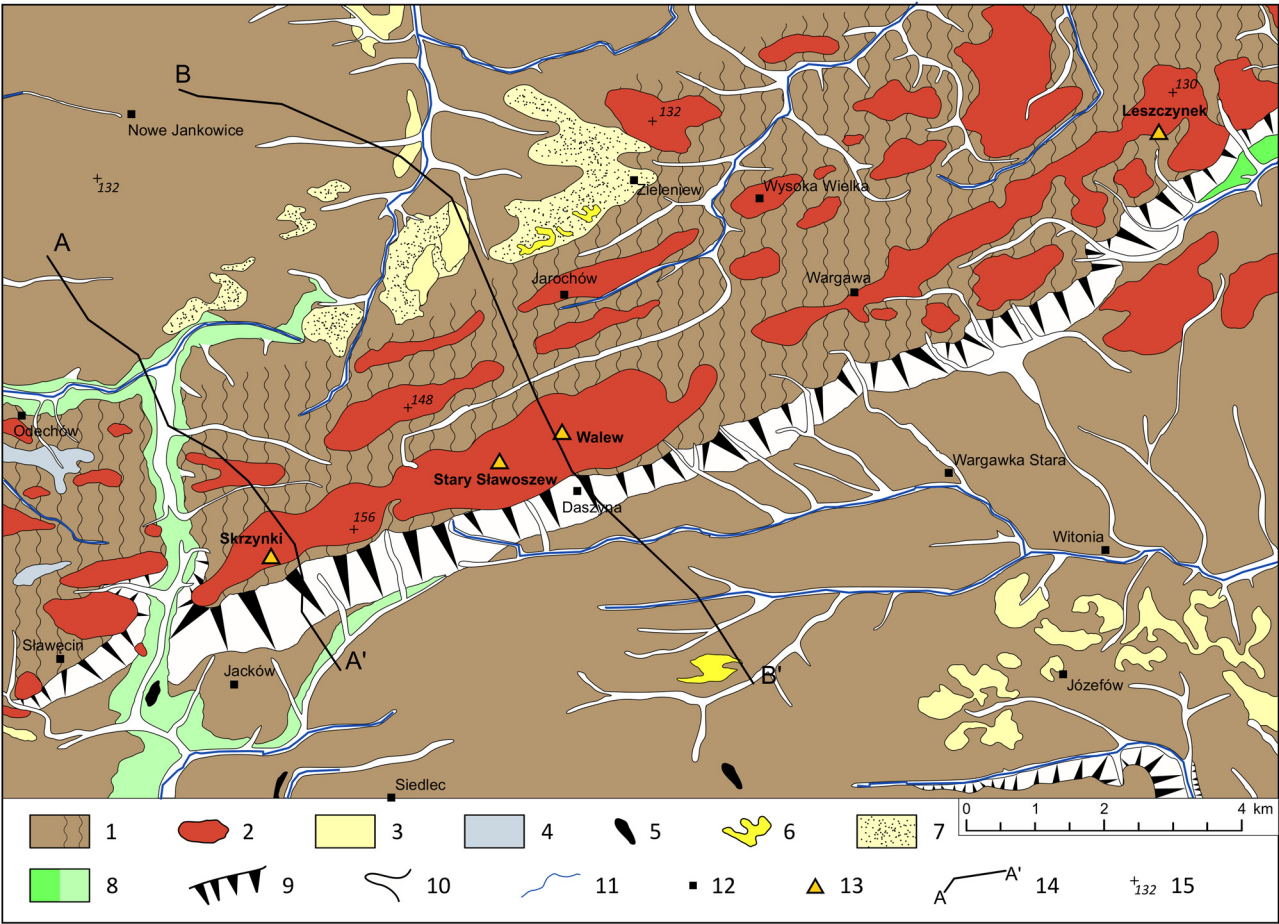 B
132
130
Leszczynek
Nowe Jankowice
132
Zieleniew
Wysoka Wielka
A
Jarochów
Wargawa
148
Odechów
Walew
Stary Sławoszew
Wargawka Stara
Daszyna
156
Skrzynki
Witonia
Sławęcin
A'
Jacków
B'
Józefów
Siedlec
0 1 2 4 km
1 2 3 4 5 6 7
8 9 10 11 12 13 A A' 14 132 15